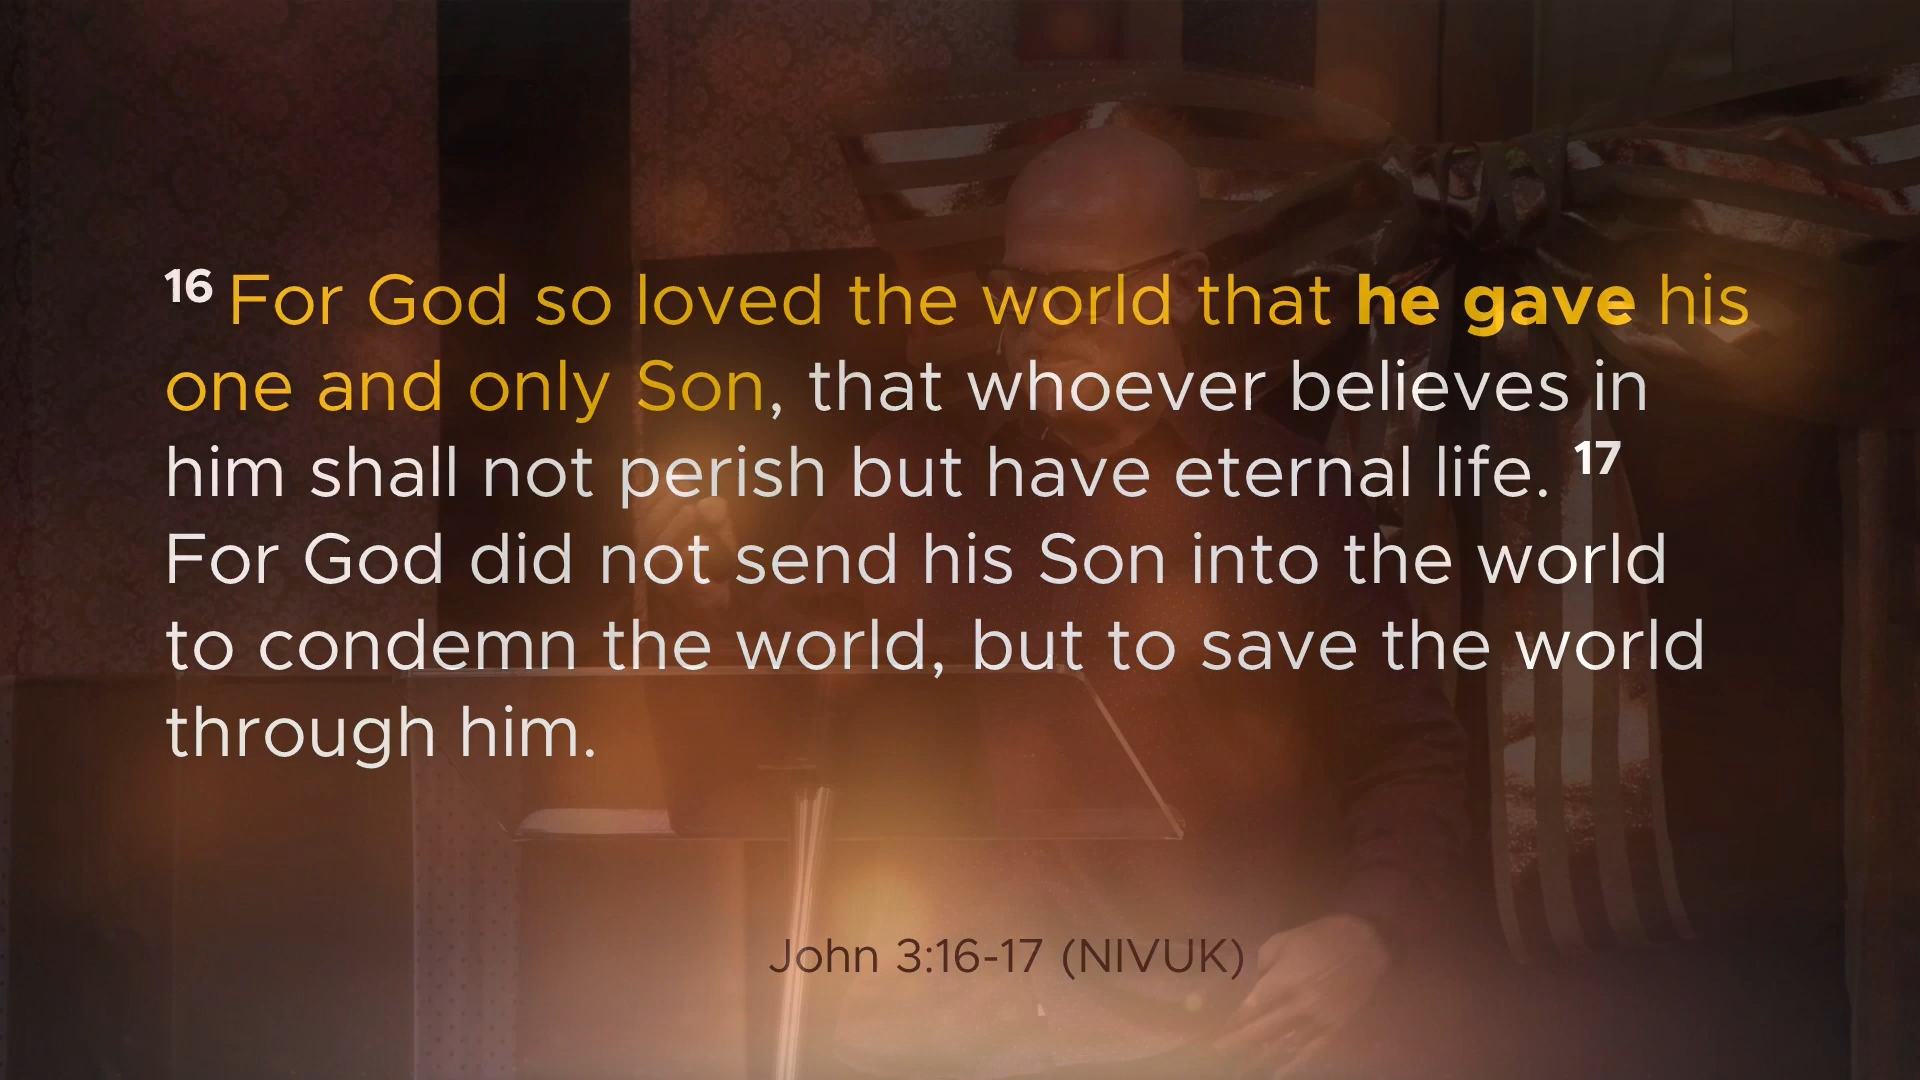 16 For God so loved the world that he gave his
one and only Son, that whoever believes in
him shall not perish but have eternal life. 17
For God did not send his Son into the world
to condemn the world, but to save the world
through him.
John 3:16-17 (NIVUK)